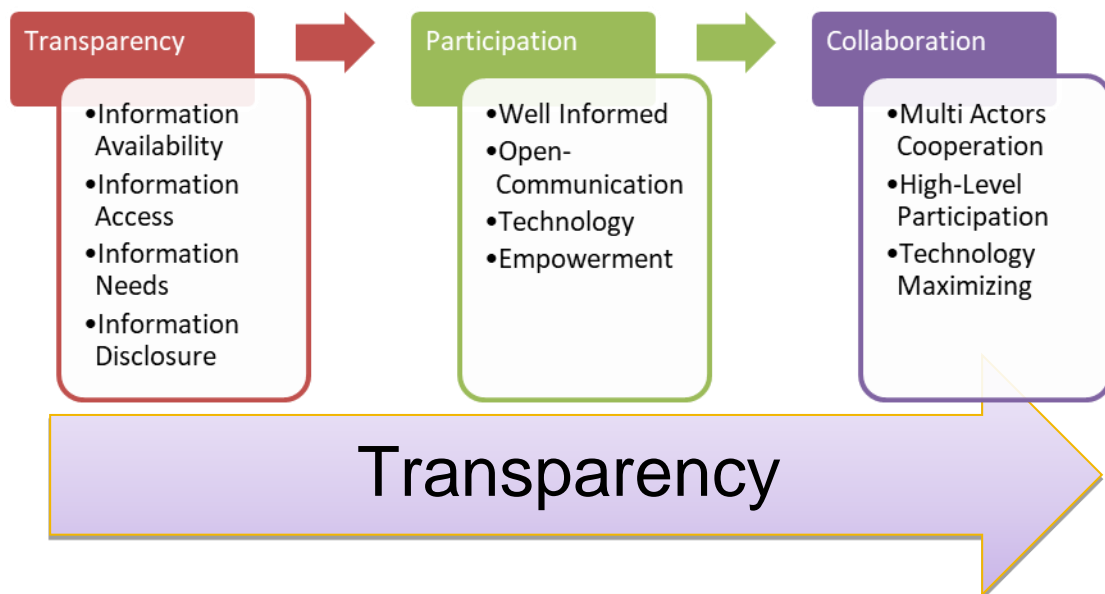 Transparency
•Information
Availability
•Information
Access
•Information
Needs
•Information
Disclosure
Participation
•Well Informed
•Open-
Communication
•Technology
•Empowerment
Collaboration
•Multi Actors
Cooperation
•High-Level
Participation
•Technology
Maximizing
Transparency